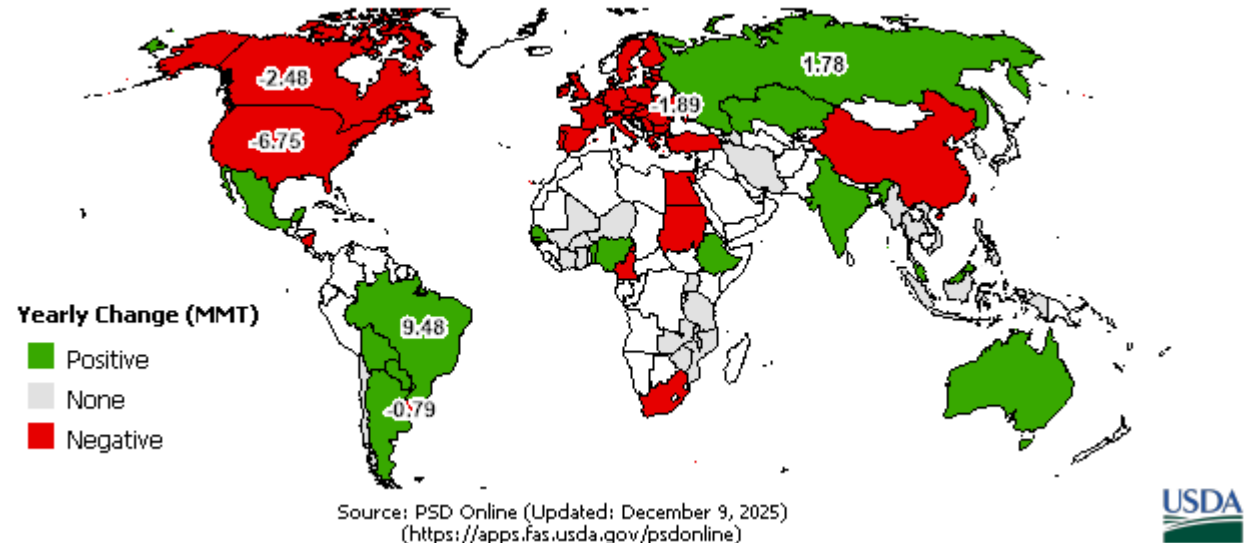 -2.48
1.78
-1.89
-6.75
9.48
-0.79
Yearly Change (MMT)
Positive
None
Negative
Source: PSD Online (Updated: December 9, 2025)
(https://apps.fas.usda.gov/psdonline)
USDA